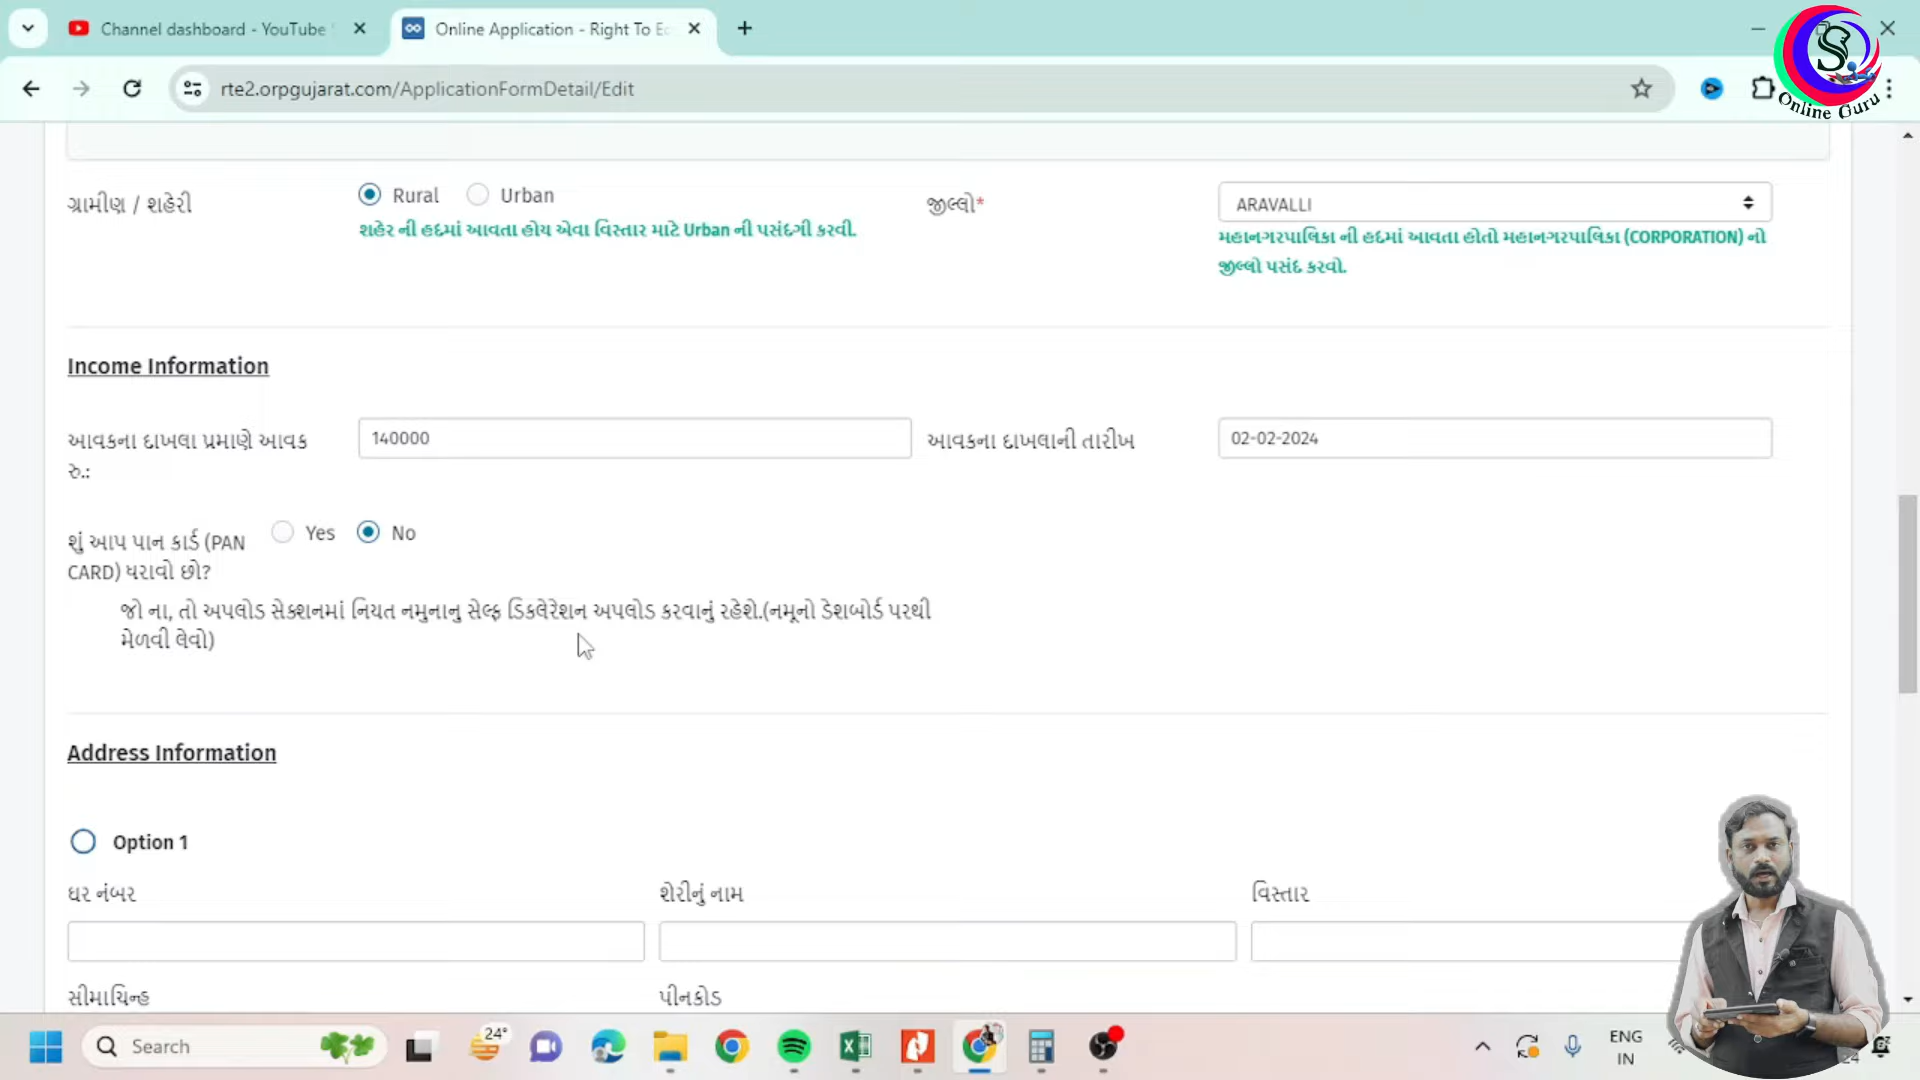 Channel dashboard - YouTube
Online Application - Right To Ed
rte2.orpgujarat.com/ApplicationFormDetail/Edit
Online Guru
ગ્રામીણ / શહેરી
Rural
Urban
શહેર ની હદમાં આવતા હોય એવા વિસ્તાર માટે Urban ની પસંદગી કરવી.
જીલ્લો*
ARAVALLI
મહાનગરપાલિકા ની હદમાં આવતા હોતો મહાનગરપાલિકા (CORPORATION) નો
જીલ્લો પસંદ કરવો.
Income Information
આવકના દાખલા પ્રમાણે આવક
રુ.:
140000
આવકના દાખલાની તારીખ
02-02-2024
શું આપ પાન કાર્ડ (PAN
CARD) ધરાવો છો?
Yes
No
જો ના, તો અપલોડ સેક્શનમાં નિયત નમુનાનુ સેલ્ફ ડિકલેરેશન અપલોડ કરવાનું રહેશે.(નમૂનો ડેશબોર્ડ પરથી
મેળવી લેવો)
Address Information
Option 1
ઘર નંબર
શેરીનું નામ
વિસ્તાર
સીમાચિન્હ
પીનકોડ
Search
24°
ENG
IN